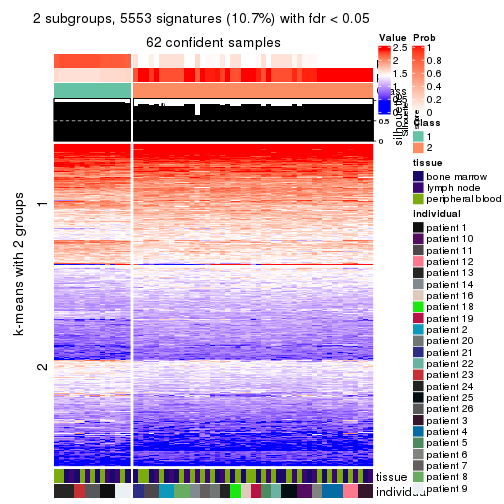 2 subgroups, 5553 signatures (10.7%) with fdr < 0.05
62 confident samples
k-means with 2 groups
1
2
0.5
0
tissue
individual
Value
2.5
2
1.5
1
Prob
1
0.8
0.6
0.4
0.2
0
Class
1
2
tissue
bone marrow
lymph node
peripheral blood
individual
patient 1
patient 10
patient 11
patient 12
patient 13
patient 14
patient 16
patient 18
patient 19
patient 2
patient 20
patient 21
patient 22
patient 23
patient 24
patient 25
patient 26
patient 3
patient 4
patient 5
patient 6
patient 7
patient 8
patient 9